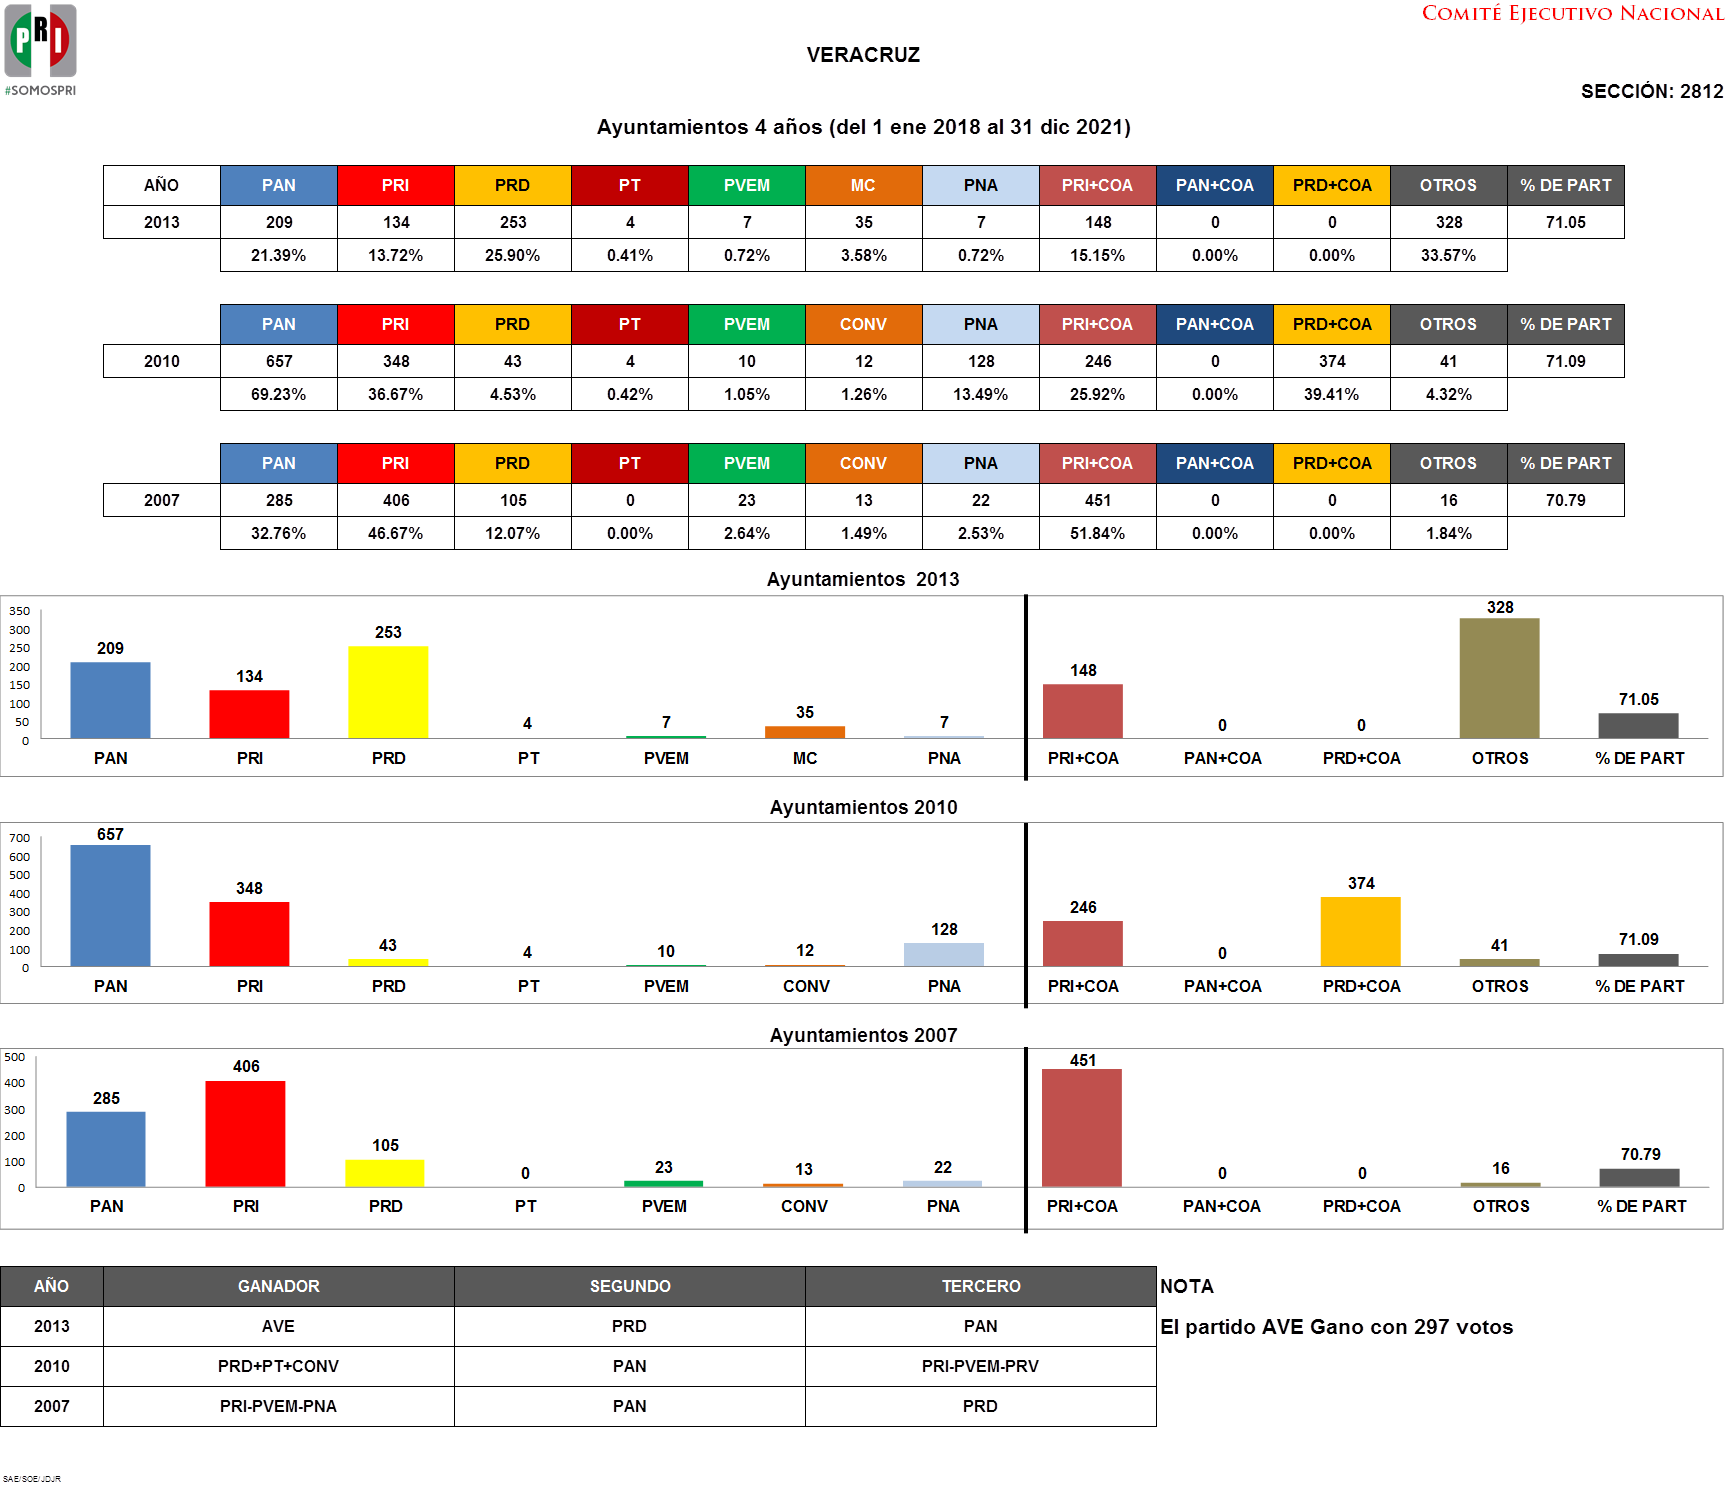 PRI
#SOMOSPRI
COMITÉ EJECUTIVO NACIONAL
VERACRUZ
SECCIÓN: 2812
Ayuntamientos 4 años (del 1 ene 2018 al 31 dic 2021)
AÑO PAN PRI PRD PT PVEM MC PNA PRI+COA PAN+COA PRD+COA OTROS % DE PART
2013 209 134 253 4 7 35 7 148 0 0 328 71.05
21.39% 13.72% 25.90% 0.41% 0.72% 3.58% 0.72% 15.15% 0.00% 0.00% 33.57%
PAN PRI PRD PT PVEM CONV PNA PRI+COA PAN+COA PRD+COA OTROS % DE PART
2010 657 348 43 4 10 12 128 246 0 374 41 71.09
69.23% 36.67% 4.53% 0.42% 1.05% 1.26% 13.49% 25.92% 0.00% 39.41% 4.32%
PAN PRI PRD PT PVEM CONV PNA PRI+COA PAN+COA PRD+COA OTROS % DE PART
2007 285 406 105 0 23 13 22 451 0 0 16 70.79
32.76% 46.67% 12.07% 0.00% 2.64% 1.49% 2.53% 51.84% 0.00% 0.00% 1.84%
Ayuntamientos 2013
350
300
250
200
150
100
50
0
209 134 253 4 7 35 7 148 0 0 328 71.05
PAN PRI PRD PT PVEM MC PNA PRI+COA PAN+COA PRD+COA OTROS % DE PART
Ayuntamientos 2010
700
600
500
400
300
200
100
0
657 348 43 4 10 12 128 246 0 374 41 71.09
PAN PRI PRD PT PVEM CONV PNA PRI+COA PAN+COA PRD+COA OTROS % DE PART
Ayuntamientos 2007
500
400
300
200
100
0
285 406 105 0 23 13 22 451 0 0 16 70.79
PAN PRI PRD PT PVEM CONV PNA PRI+COA PAN+COA PRD+COA OTROS % DE PART
AÑO GANADOR SEGUNDO TERCERO NOTA
2013 AVE PRD PAN El partido AVE Gano con 297 votos
2010 PRD+PT+CONV PAN PRI-PVEM-PRV
2007 PRI-PVEM-PNA PAN PRD
SAE/SOE/JDJR